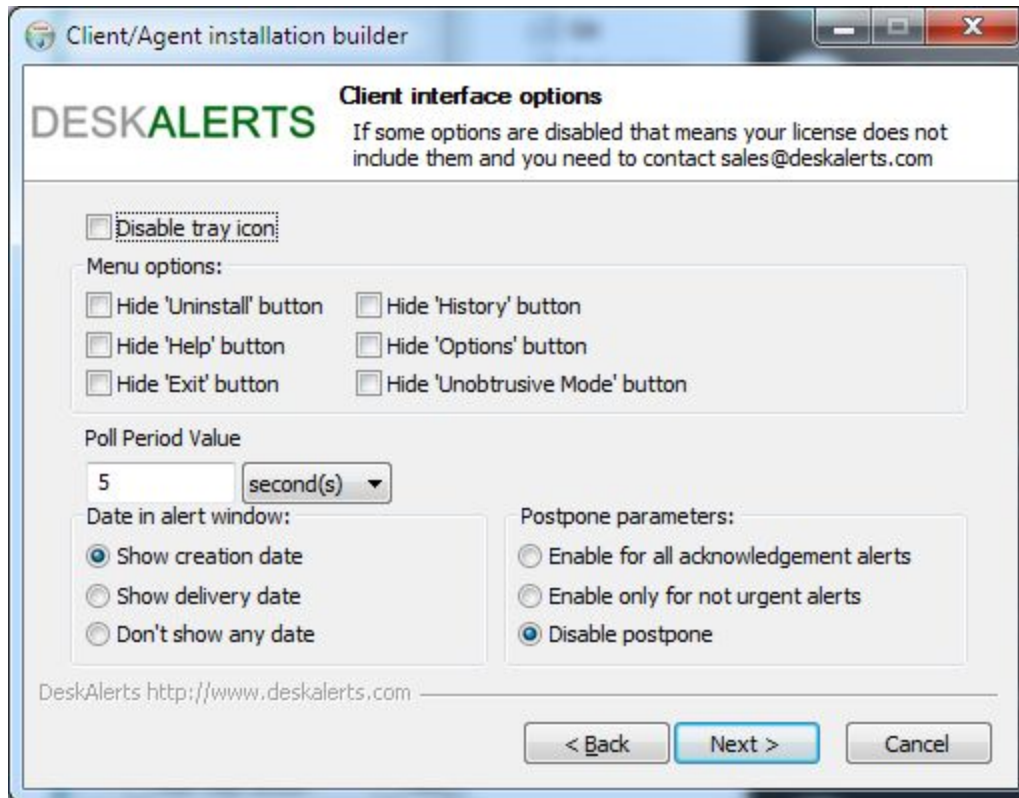 Client/Agent installation builder
DESKALERTS
Client interface options
If some options are disabled that means your license does not
include them and you need to contact sales@deskalerts.com
Disable tray icon
Menu options:
Hide 'Uninstall' button
Hide 'History' button
Hide 'Help' button
Hide 'Options' button
Hide 'Exit' button
Hide 'Unobtrusive Mode' button
Poll Period Value
5
second(s)
Date in alert window:
Show creation date
Show delivery date
Don't show any date
Postpone parameters:
Enable for all acknowledgement alerts
Enable only for not urgent alerts
Disable postpone
DeskAlerts http://www.deskalerts.com
< Back
Next >
Cancel